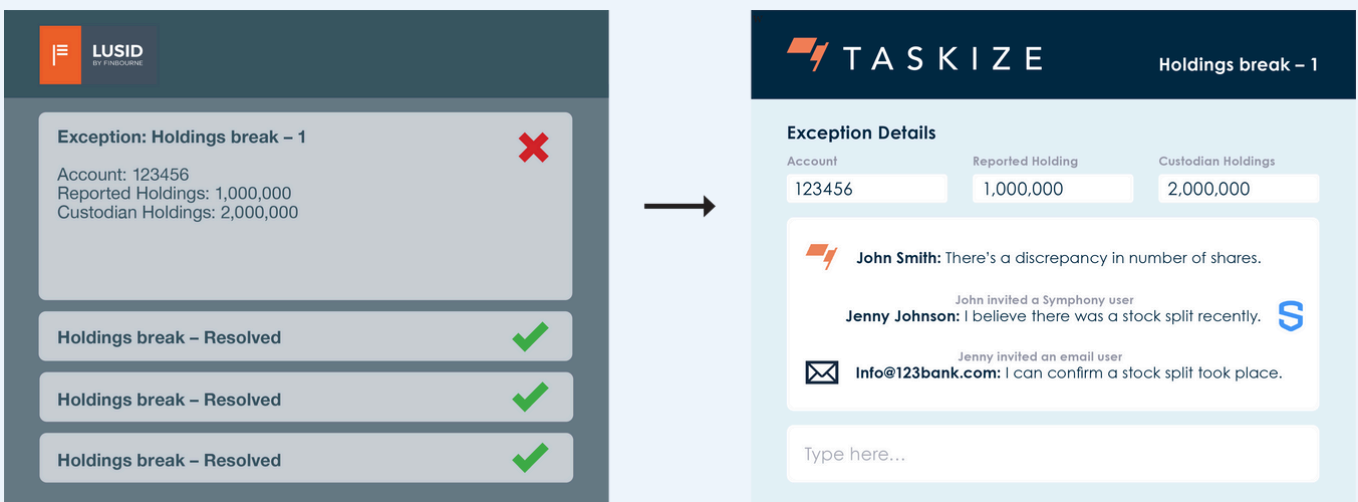 LUSID
BY FINBOURNE
Exception: Holdings break – 1
Account: 123456
Reported Holdings: 1,000,000
Custodian Holdings: 2,000,000
Holdings break – Resolved
Holdings break – Resolved
Holdings break – Resolved
TASKIZE
Holdings break – 1
Exception Details
Account Reported Holding Custodian Holdings
123456 1,000,000 2,000,000
John Smith: There's a discrepancy in number of shares.
John invited a Symphony user
Jenny Johnson: I believe there was a stock split recently.
Jenny invited an email user
Info@123bank.com: I can confirm a stock split took place.
Type here...